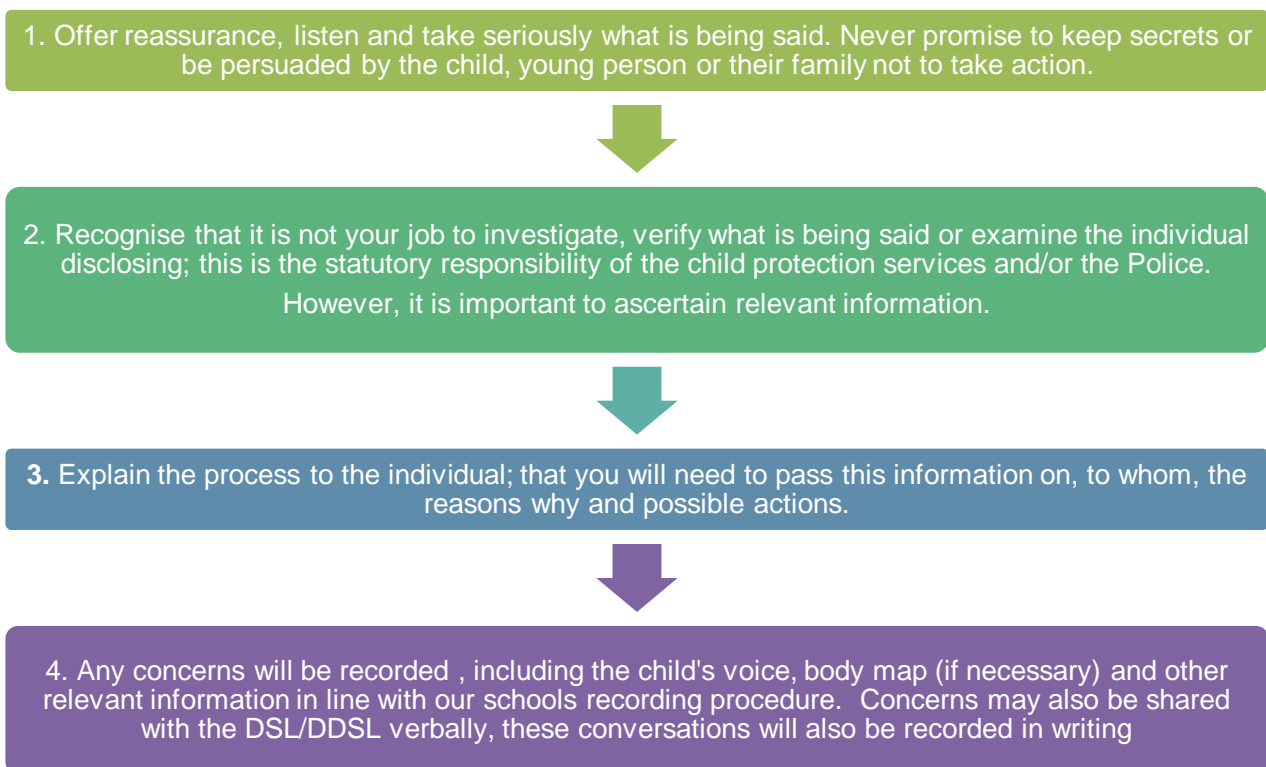 1. Offer reassurance, listen and take seriously what is being said. Never promise to keep secrets or
be persuaded by the child, young person or their family not to take action.
2. Recognise that it is not your job to investigate, verify what is being said or examine the individual
disclosing; this is the statutory responsibility of the child protection services and/or the Police.
However, it is important to ascertain relevant information.
3. Explain the process to the individual; that you will need to pass this information on, to whom, the
reasons why and possible actions.
4. Any concerns will be recorded , including the child's voice, body map (if necessary) and other
relevant information in line with our schools recording procedure.  Concerns may also be shared
with the DSL/DDSL verbally, these conversations will also be recorded in writing